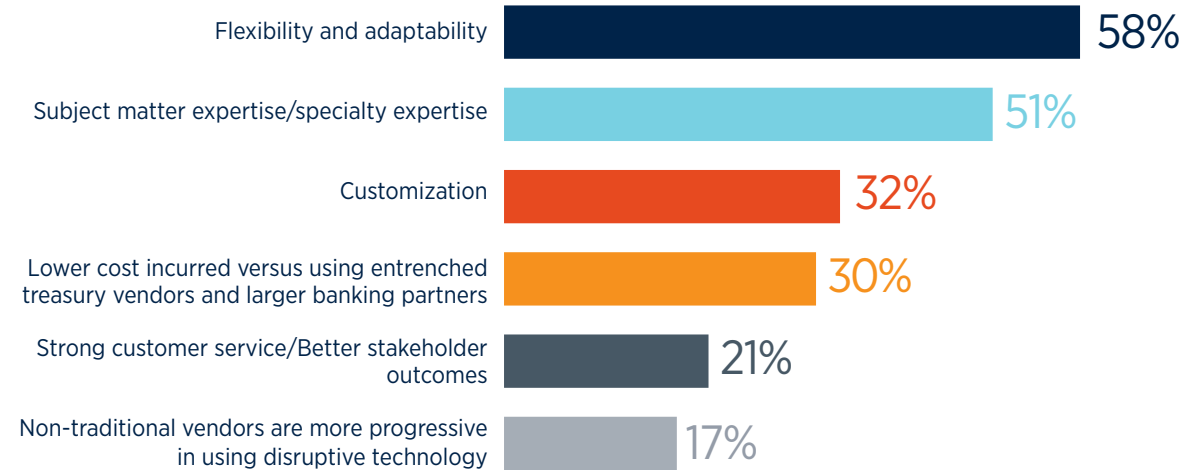 Flexibility and adaptability 58%
Subject matter expertise/specialty expertise 51%
Customization 32%
Lower cost incurred versus using entrenched
treasury vendors and larger banking partners 30%
Strong customer service/Better stakeholder
outcomes 21%
Non-traditional vendors are more progressive
in using disruptive technology 17%